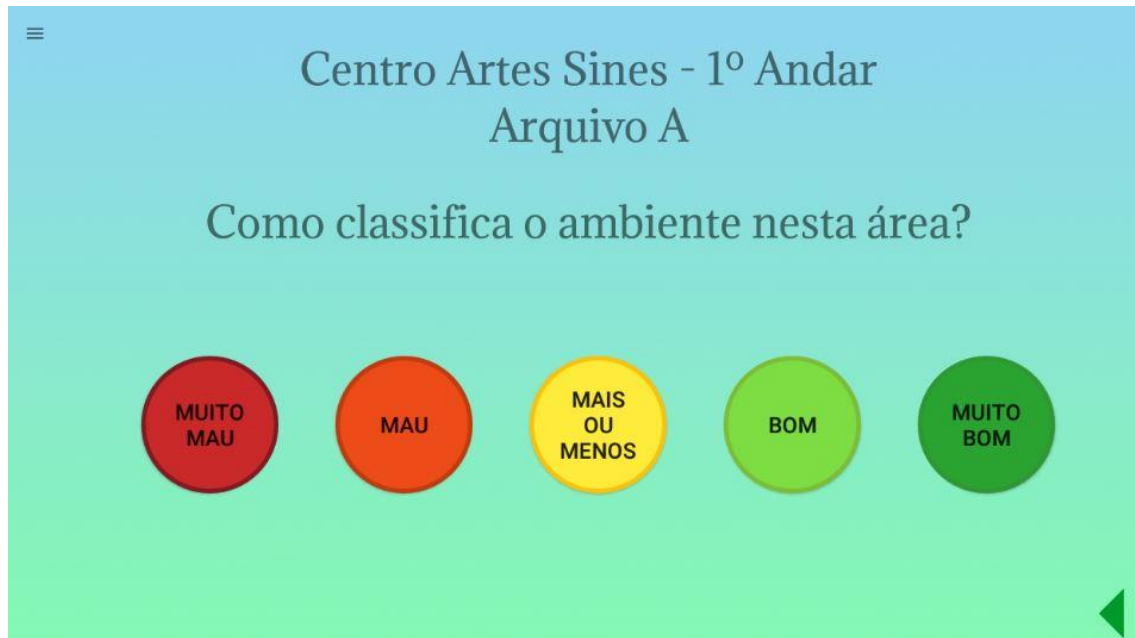 Centro Artes Sines - 1º Andar
Arquivo A
Como classifica o ambiente nesta área?
MUITO
MAU
MAU
MAIS
OU
MENOS
BOM
MUITO
BOM